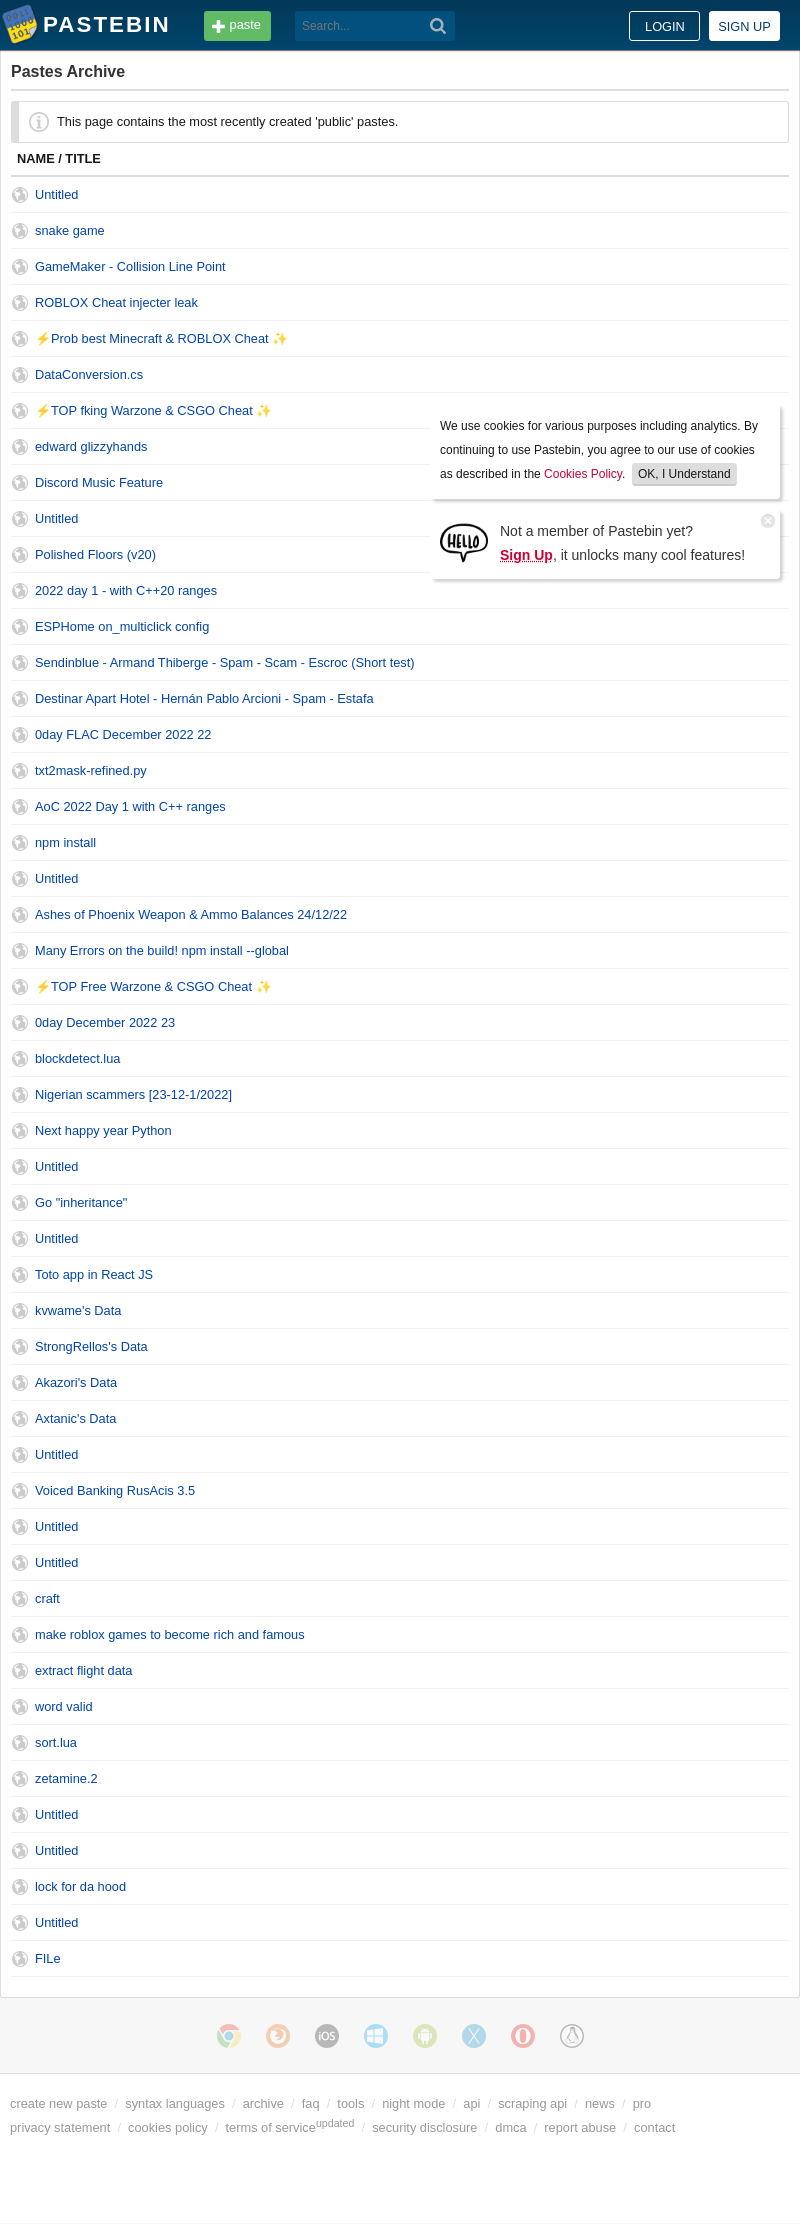 PASTEBIN
paste
Search...
LOGIN
SIGN UP
Pastes Archive
This page contains the most recently created 'public' pastes.
NAME / TITLE
Untitled
snake game
GameMaker - Collision Line Point
ROBLOX Cheat injecter leak
⚡Prob best Minecraft & ROBLOX Cheat ✨
DataConversion.cs
⚡TOP fking Warzone & CSGO Cheat ✨
edward glizzyhands
Discord Music Feature
Untitled
Polished Floors (v20)
2022 day 1 - with C++20 ranges
ESPHome on_multiclick config
Sendinblue - Armand Thiberge - Spam - Scam - Escroc (Short test)
Destinar Apart Hotel - Hernán Pablo Arcioni - Spam - Estafa
0day FLAC December 2022 22
txt2mask-refined.py
AoC 2022 Day 1 with C++ ranges
npm install
Untitled
Ashes of Phoenix Weapon & Ammo Balances 24/12/22
Many Errors on the build! npm install --global
⚡TOP Free Warzone & CSGO Cheat ✨
0day December 2022 23
blockdetect.lua
Nigerian scammers [23-12-1/2022]
Next happy year Python
Untitled
Go "inheritance"
Untitled
Toto app in React JS
kvwame's Data
StrongRellos's Data
Akazori's Data
Axtanic's Data
Untitled
Voiced Banking RusAcis 3.5
Untitled
Untitled
craft
make roblox games to become rich and famous
extract flight data
word valid
sort.lua
zetamine.2
Untitled
Untitled
lock for da hood
Untitled
FILe
We use cookies for various purposes including analytics. By
continuing to use Pastebin, you agree to our use of cookies
as described in the Cookies Policy. OK, I Understand
HELLO
Not a member of Pastebin yet?
Sign Up, it unlocks many cool features!
iOS
create new paste / syntax languages / archive / faq / tools / night mode / api / scraping api / news / pro
privacy statement / cookies policy / terms of serviceupdated / security disclosure / dmca / report abuse / contact